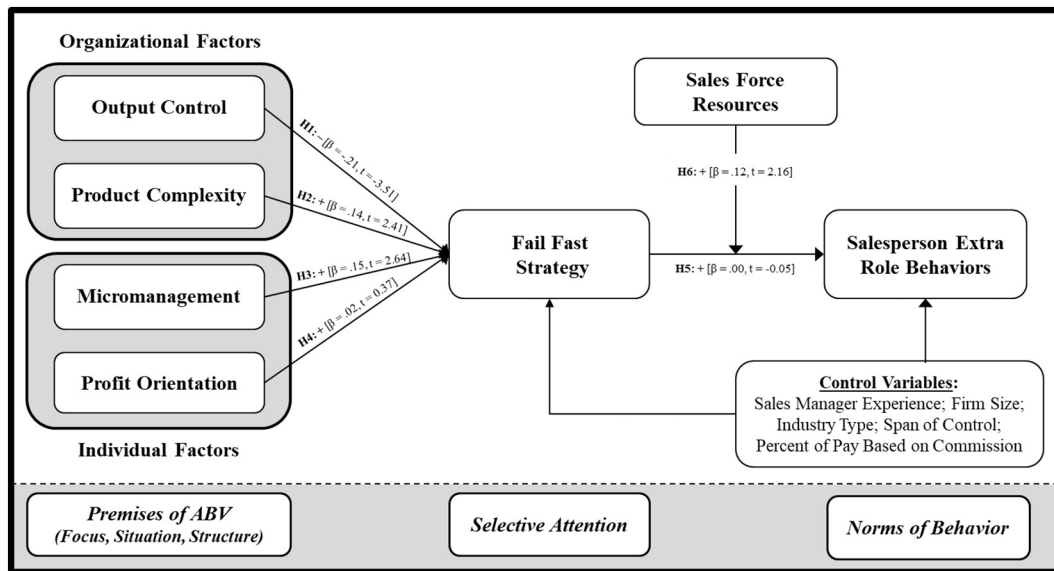 Organizational Factors
Output Control
Product Complexity
Micromanagement
Profit Orientation
Individual Factors
H1: – [β = -.21, t = -3.51]
H2: + [β = .14, t = 2.41]
H3: + [β = .15, t = 2.64]
H4: + [β = .02, t = 0.37]
Fail Fast
Strategy
Sales Force
Resources
H6: + [β = .12, t = 2.16]
H5: + [β = .00, t = -0.05]
Salesperson Extra
Role Behaviors
Control Variables:
Sales Manager Experience; Firm Size;
Industry Type; Span of Control;
Percent of Pay Based on Commission
Premises of ABV
(Focus, Situation, Structure)
Selective Attention
Norms of Behavior